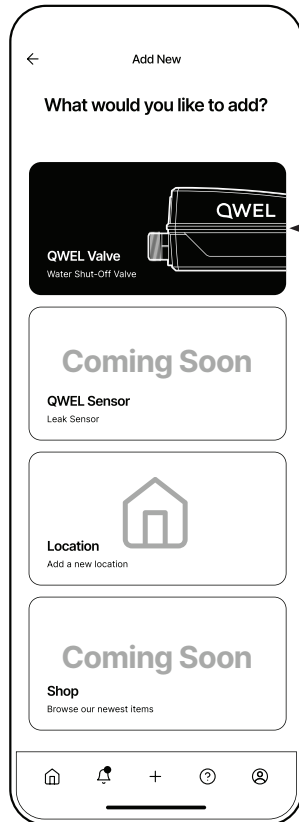 Add New
What would you like to add?
QWEL
QWEL Valve
Water Shut-Off Valve
Coming Soon
QWEL Sensor
Leak Sensor
Location
Add a new location
Coming Soon
Shop
Browse our newest items